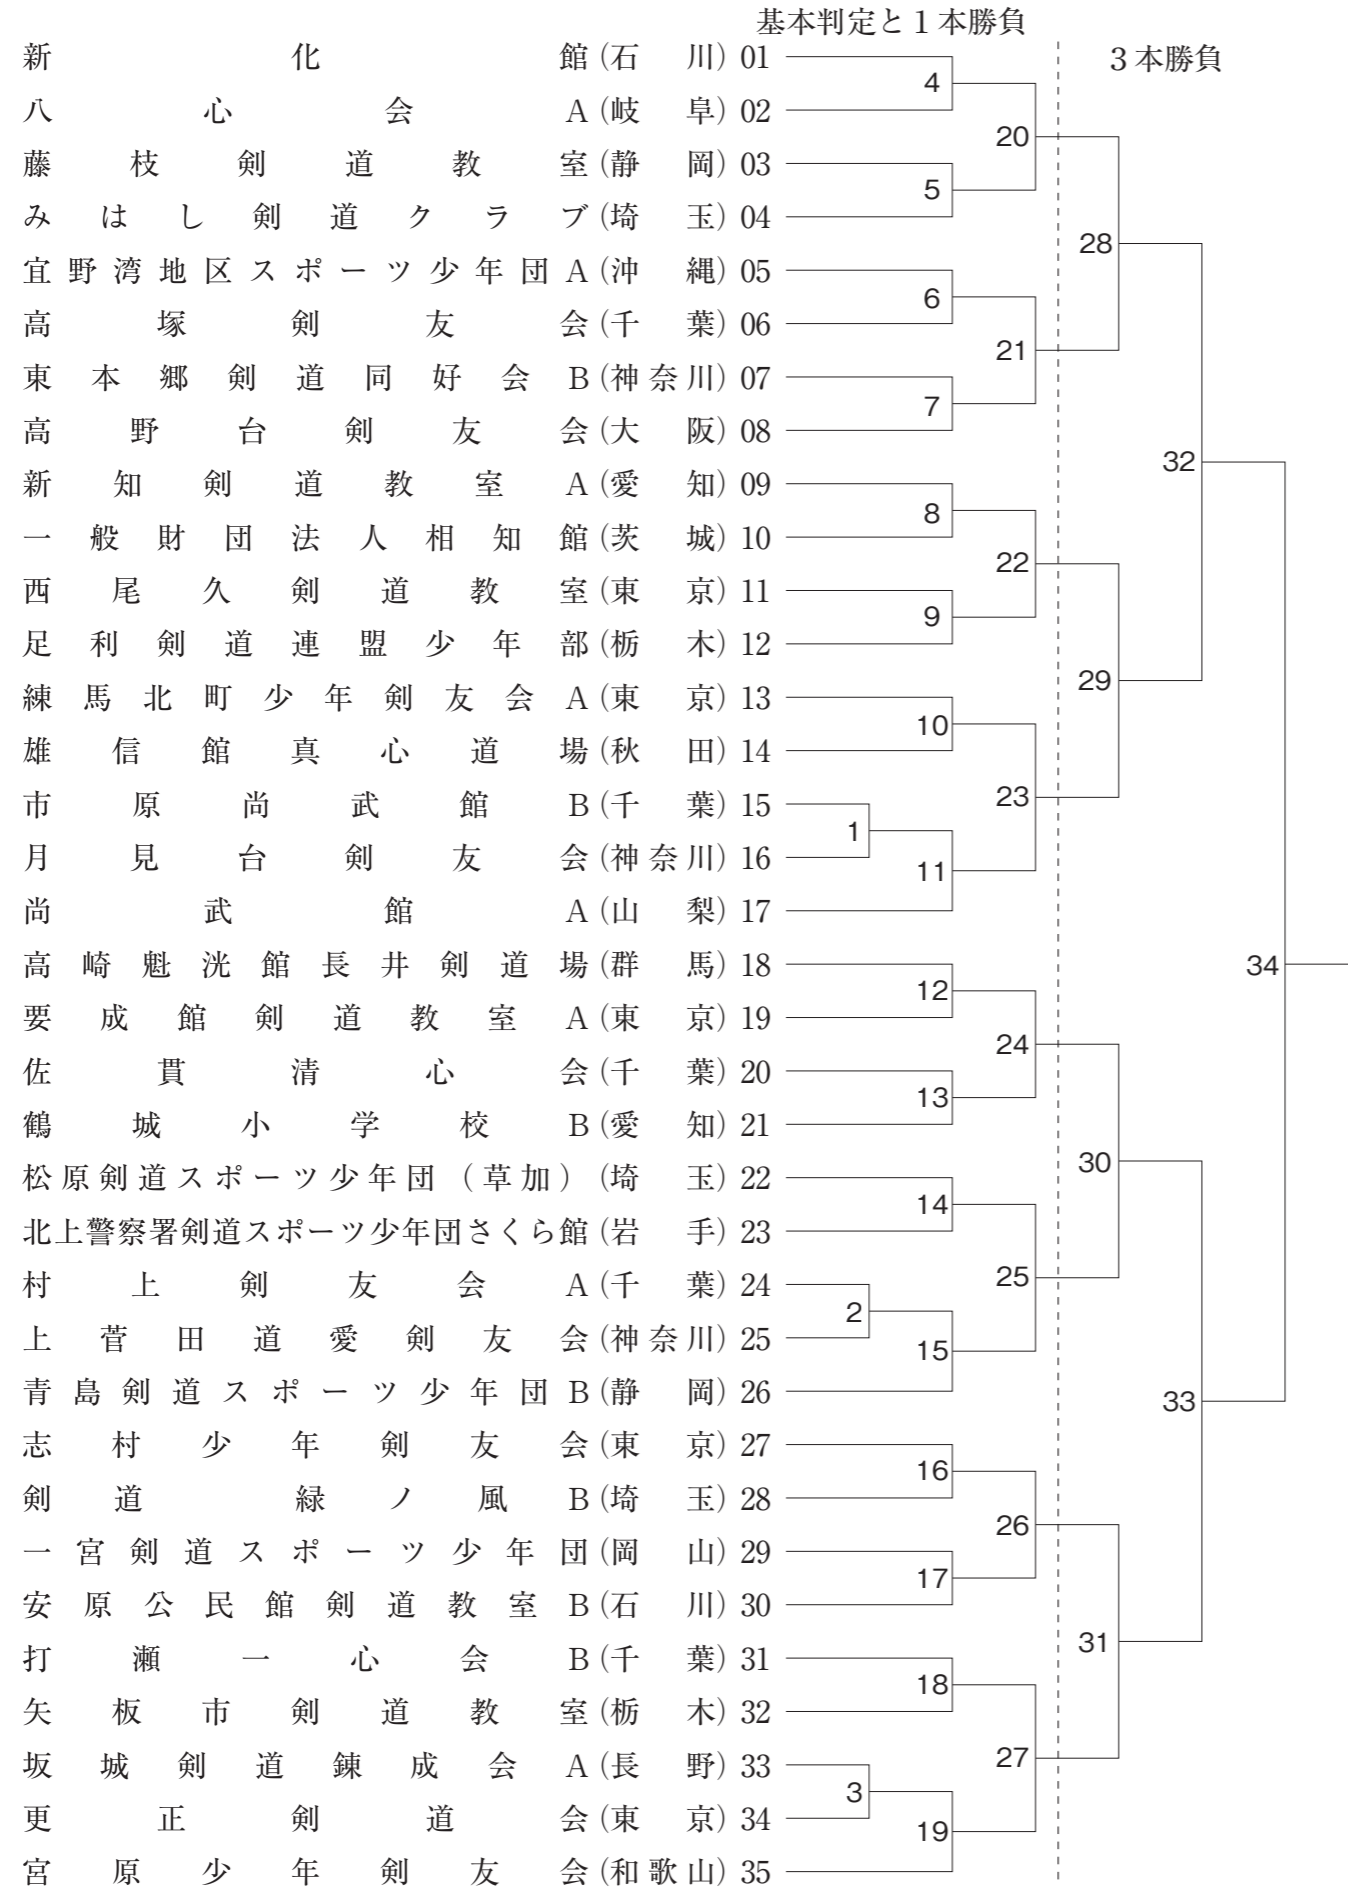 基本判定と1本勝負
3本勝負
新化館(石川)01
八心会A(岐阜)02
藤枝剣道教室(静岡)03
みはし剣道クラブ(埼玉)04
宜野湾地区スポーツ少年団A(沖縄)05
高塚剣友会(千葉)06
東本郷剣道同好会B(神奈川)07
高野台剣友会(大阪)08
新知剣道教室A(愛知)09
一般財団法人相知館(茨城)10
西尾久剣道教室(東京)11
足利剣道連盟少年部(栃木)12
練馬北町少年剣友会A(東京)13
雄信館真心道場(秋田)14
市原尚武館B(千葉)15
月見台剣友会(神奈川)16
尚武館A(山梨)17
高崎魁洸館長井剣道場(群馬)18
要成館剣道教室A(東京)19
佐貫清心会(千葉)20
鶴城小学校B(愛知)21
松原剣道スポーツ少年団(草加)(埼玉)22
北上警察署剣道スポーツ少年団さくら館(岩手)23
村上剣友会A(千葉)24
上菅田道愛剣友会(神奈川)25
青島剣道スポーツ少年団B(静岡)26
志村少年剣友会(東京)27
剣道 緑ノ風B(埼玉)28
一宮剣道スポーツ少年団(岡山)29
安原公民館剣道教室B(石川)30
打瀬一心会B(千葉)31
矢板市剣道教室(栃木)32
坂城剣道錬成会A(長野)33
更正剣道会(東京)34
宮原少年剣友会(和歌山)35
1
2
3
4
5
6
7
8
9
10
11
12
13
14
15
16
17
18
19
20
21
22
23
24
25
26
27
28
29
30
31
32
33
34